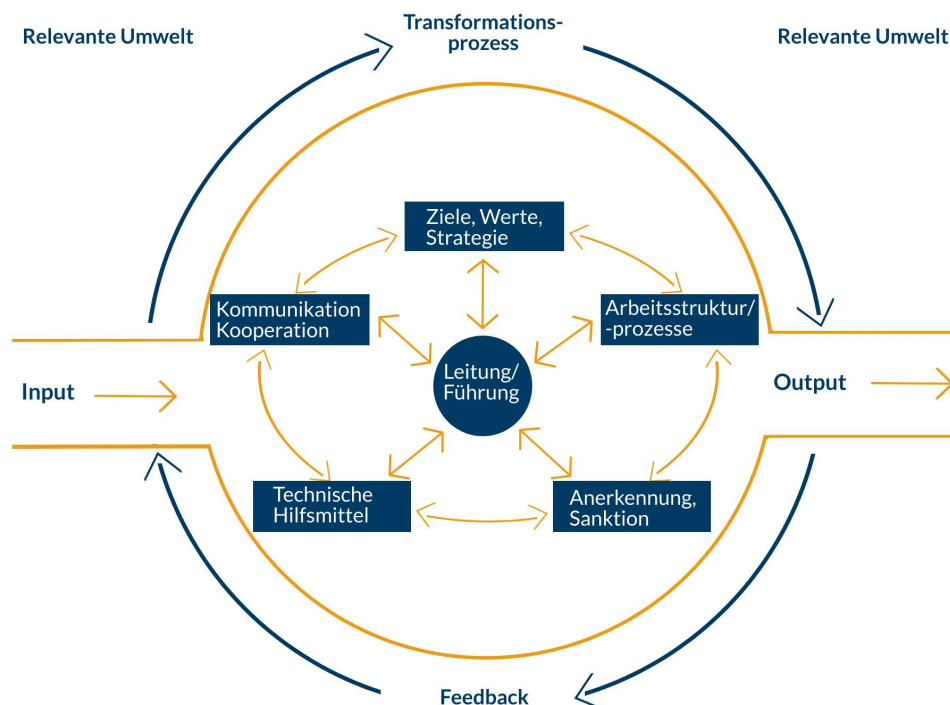 Relevante Umwelt
Transformations-
prozess
Relevante Umwelt
Ziele, Werte,
Strategie
Kommunikation
Kooperation
Arbeitsstruktur/
-prozesse
Leitung/
Führung
Input
Output
Technische
Hilfsmittel
Anerkennung,
Sanktion
Feedback